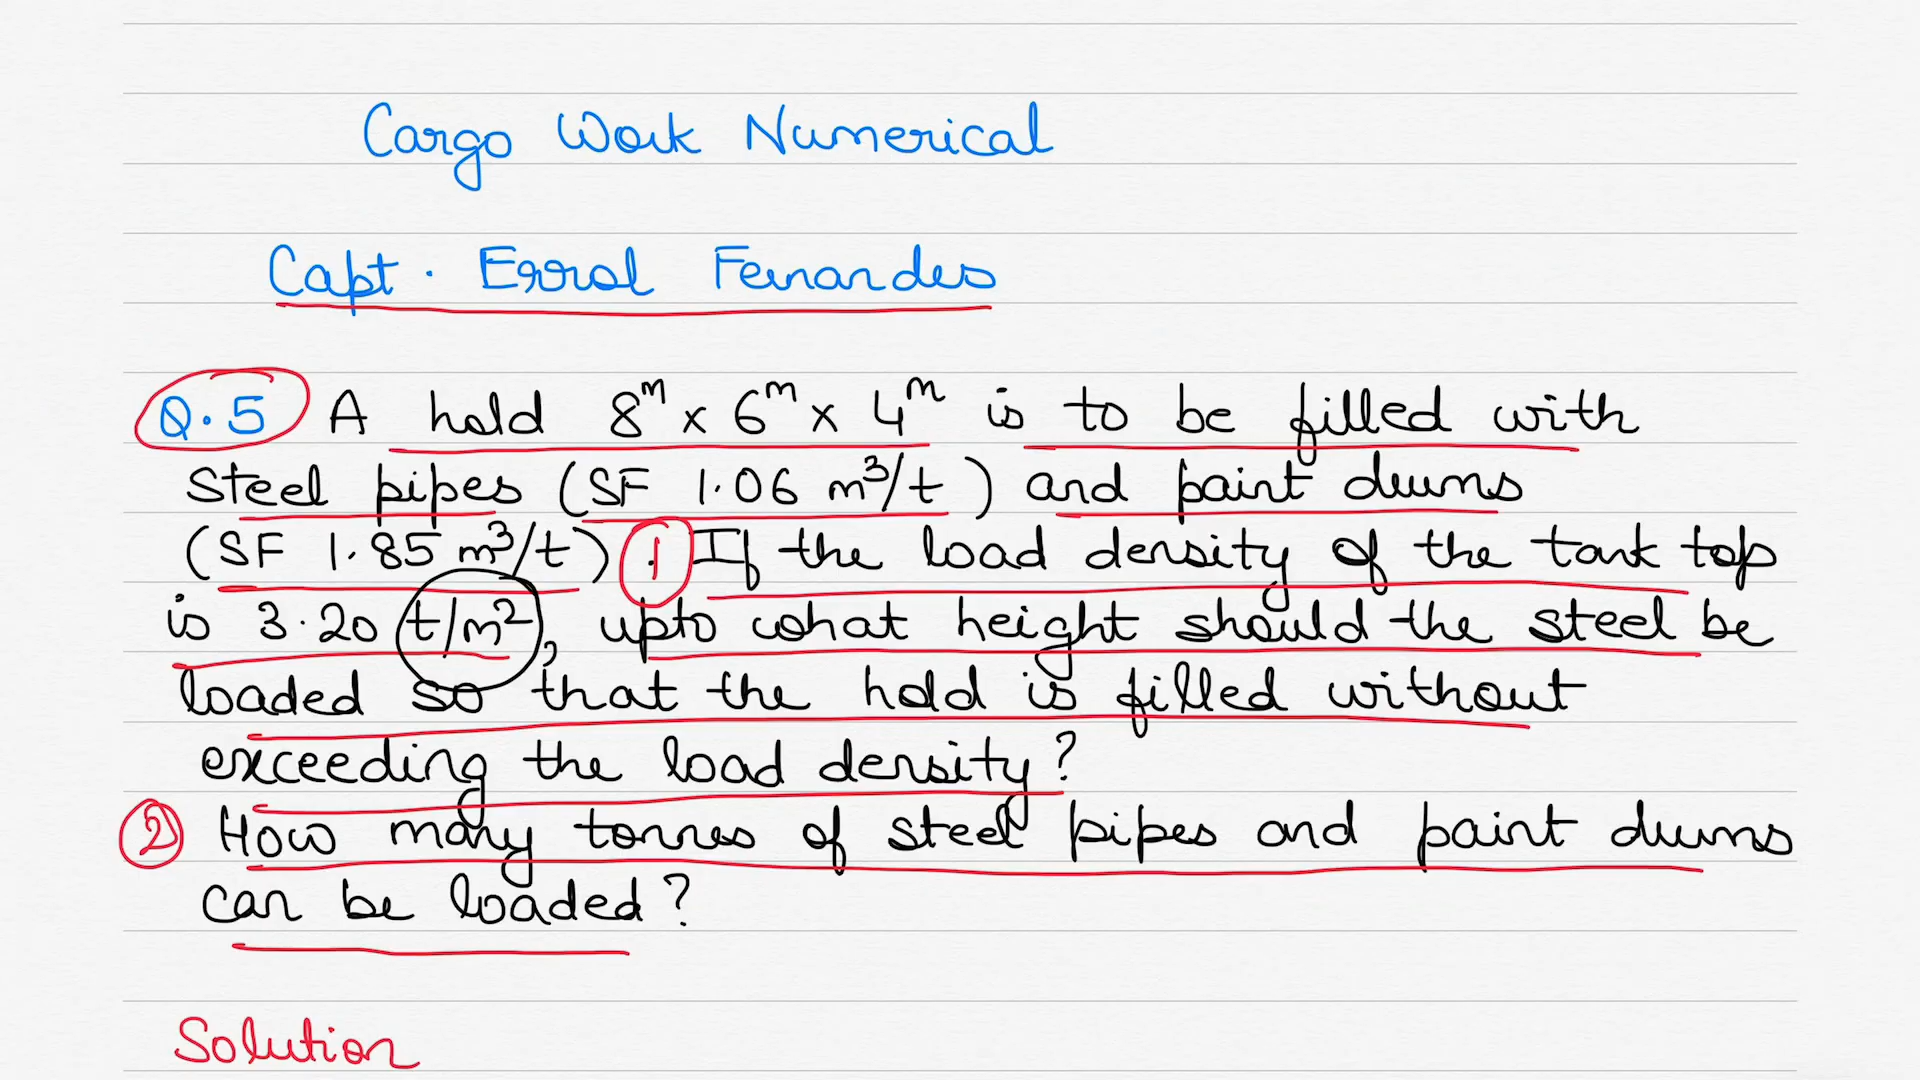 Cargo Work Numerical
Capt. Errol Fernandes
Q.5 A hold 8ᵐ x 6ᵐ x 4ᵐ is to be filled with
steel pipes (SF 1.06 m³/t) and paint drums
(SF 1.85 m³/t). 1 If the load density of the tank top
is 3.20 t/m², upto what height should the steel be
loaded so that the hold is filled without
exceeding the load density?
2 How many tonnes of steel pipes and paint drums
can be loaded?
Solution